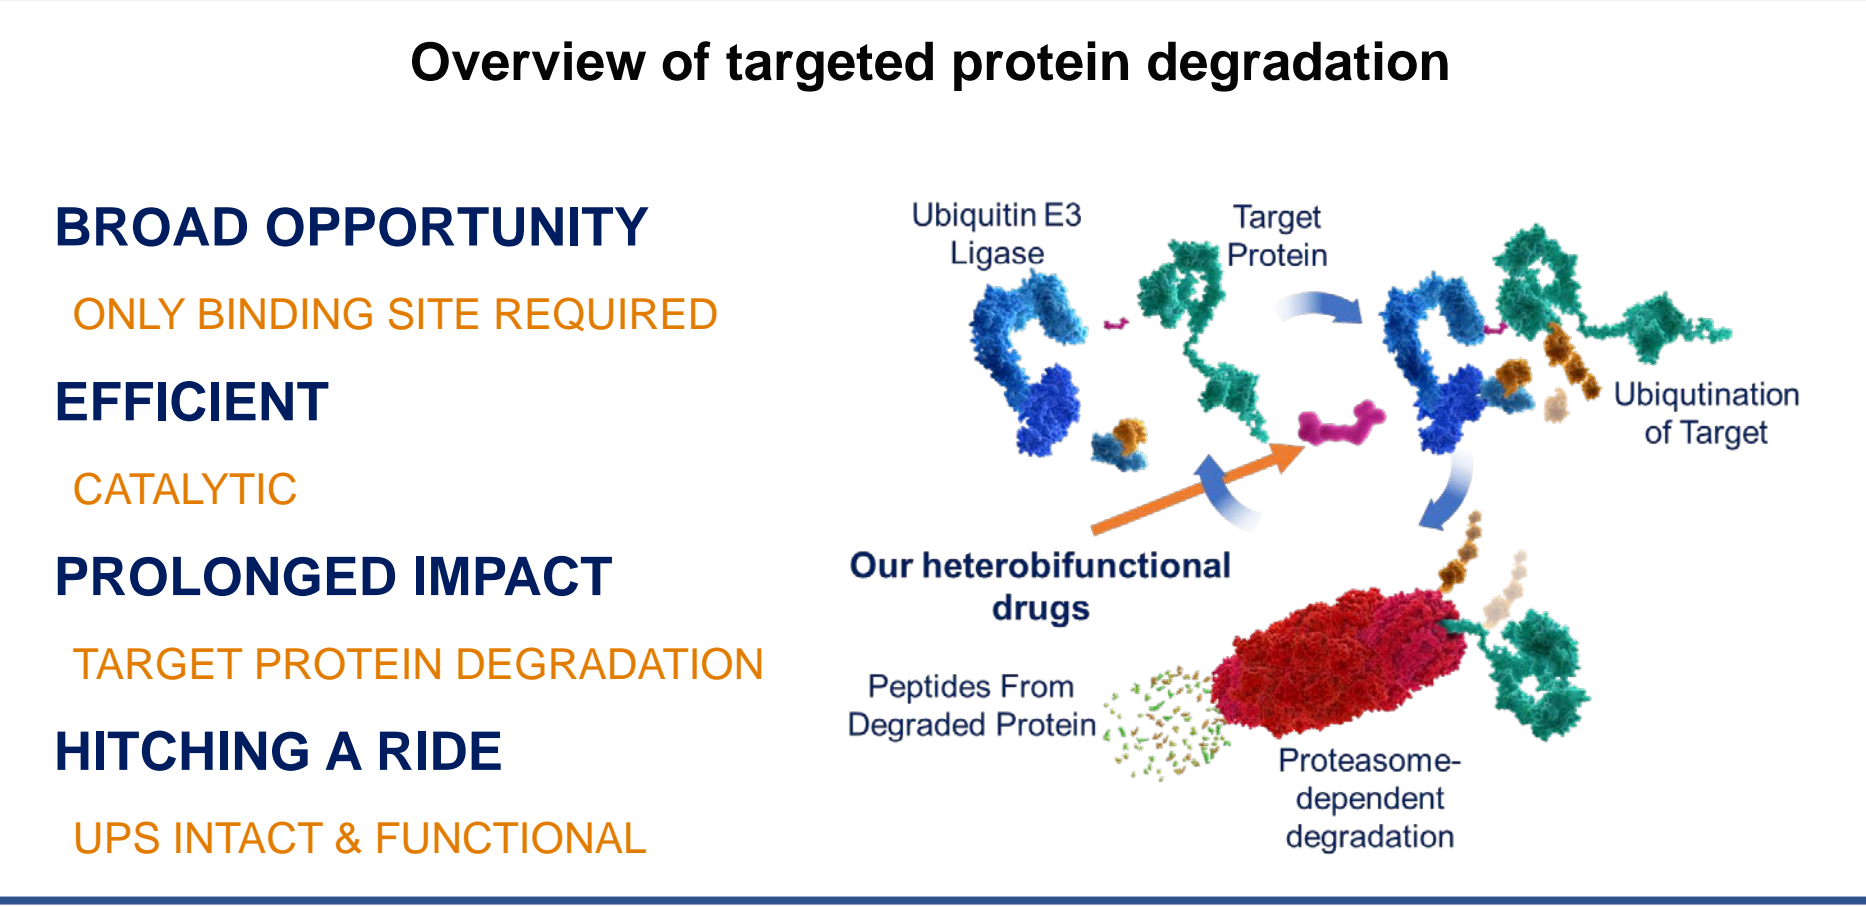 Overview of targeted protein degradation
BROAD OPPORTUNITY
ONLY BINDING SITE REQUIRED
EFFICIENT
CATALYTIC
PROLONGED IMPACT
TARGET PROTEIN DEGRADATION
HITCHING A RIDE
UPS INTACT & FUNCTIONAL
Ubiquitin E3
Ligase
Target
Protein
Ubiqutination
of Target
Our heterobifunctional
drugs
Peptides From
Degraded Protein
Proteasome-
dependent
degradation